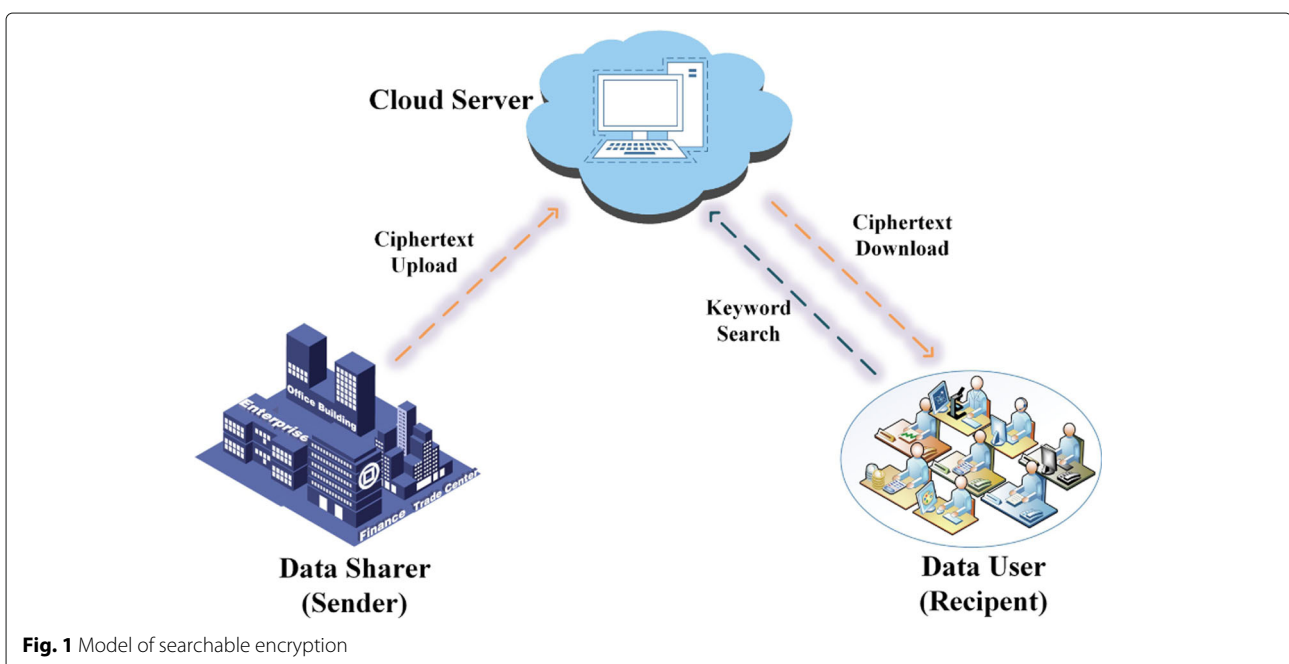 Cloud Server
Ciphertext
Upload
Ciphertext
Download
Keyword
Search
Office Building
Enterprise
Finance Trade Center
Data Sharer
(Sender)
Data User
(Recipent)
Fig. 1 Model of searchable encryption